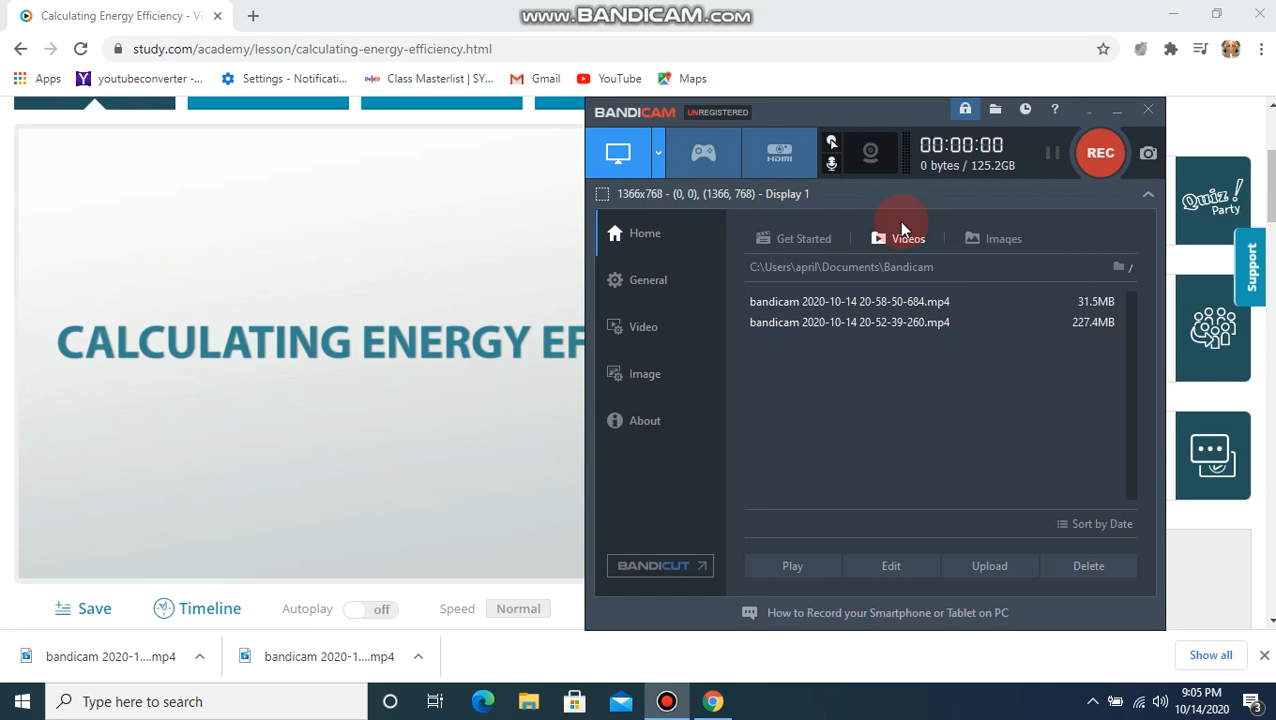 Calculating Energy Efficiency - Vi
www.BANDICAM.com
study.com/academy/lesson/calculating-energy-efficiency.html
Apps
youtubeconverter -...
Settings - Notificati...
Class Masterlist | SY...
Gmail
YouTube
Maps
BANDICAM UNREGISTERED
HDMI
00:00:00
0 bytes / 125.2GB
REC
1366x768 - (0, 0), (1366, 768) - Display 1
Home
General
Video
Image
About
BANDICUT
Get Started
Videos
Images
C:\Users\april\Documents\Bandicam
/
bandicam 2020-10-14 20-58-50-684.mp4 31.5MB
bandicam 2020-10-14 20-52-39-260.mp4 227.4MB
Sort by Date
Play
Edit
Upload
Delete
How to Record your Smartphone or Tablet on PC
CALCULATING ENERGY EF
Quiz!
Party
Support
Save
Timeline
Autoplay
off
Speed
Normal
bandicam 2020-1....mp4
bandicam 2020-1....mp4
Show all
Type here to search
9:05 PM
10/14/2020
3